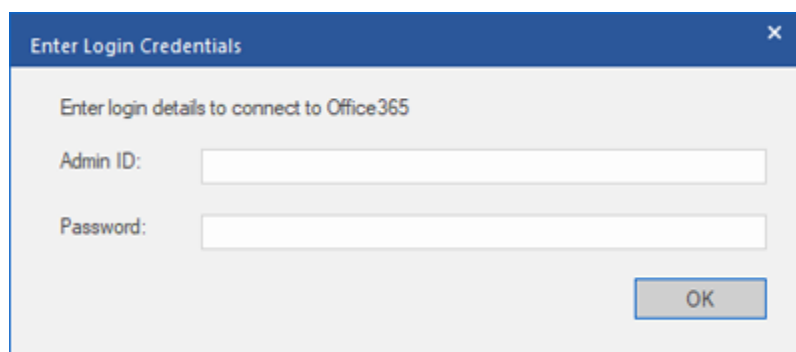 Enter Login Credentials
Enter login details to connect to Office365
Admin ID:
Password:
OK